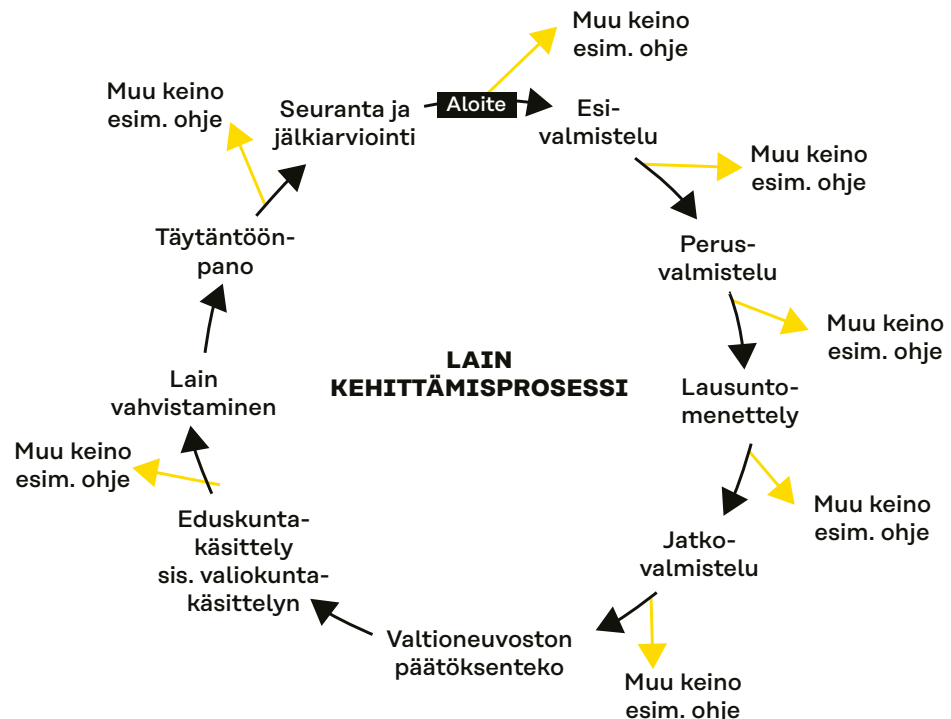 LAIN
KEHITTÄMISPROSESSI
Aloite
Muu keino
esim. ohje
Esi-
valmistelu
Muu keino
esim. ohje
Perus-
valmistelu
Muu keino
esim. ohje
Lausunto-
menettely
Muu keino
esim. ohje
Jatko-
valmistelu
Muu keino
esim. ohje
Valtioneuvoston
päätöksenteko
Eduskunta-
käsittely
sis. valiokunta-
käsittelyn
Muu keino
esim. ohje
Lain
vahvistaminen
Täytäntöön-
pano
Muu keino
esim. ohje
Seuranta ja
jälkiarviointi